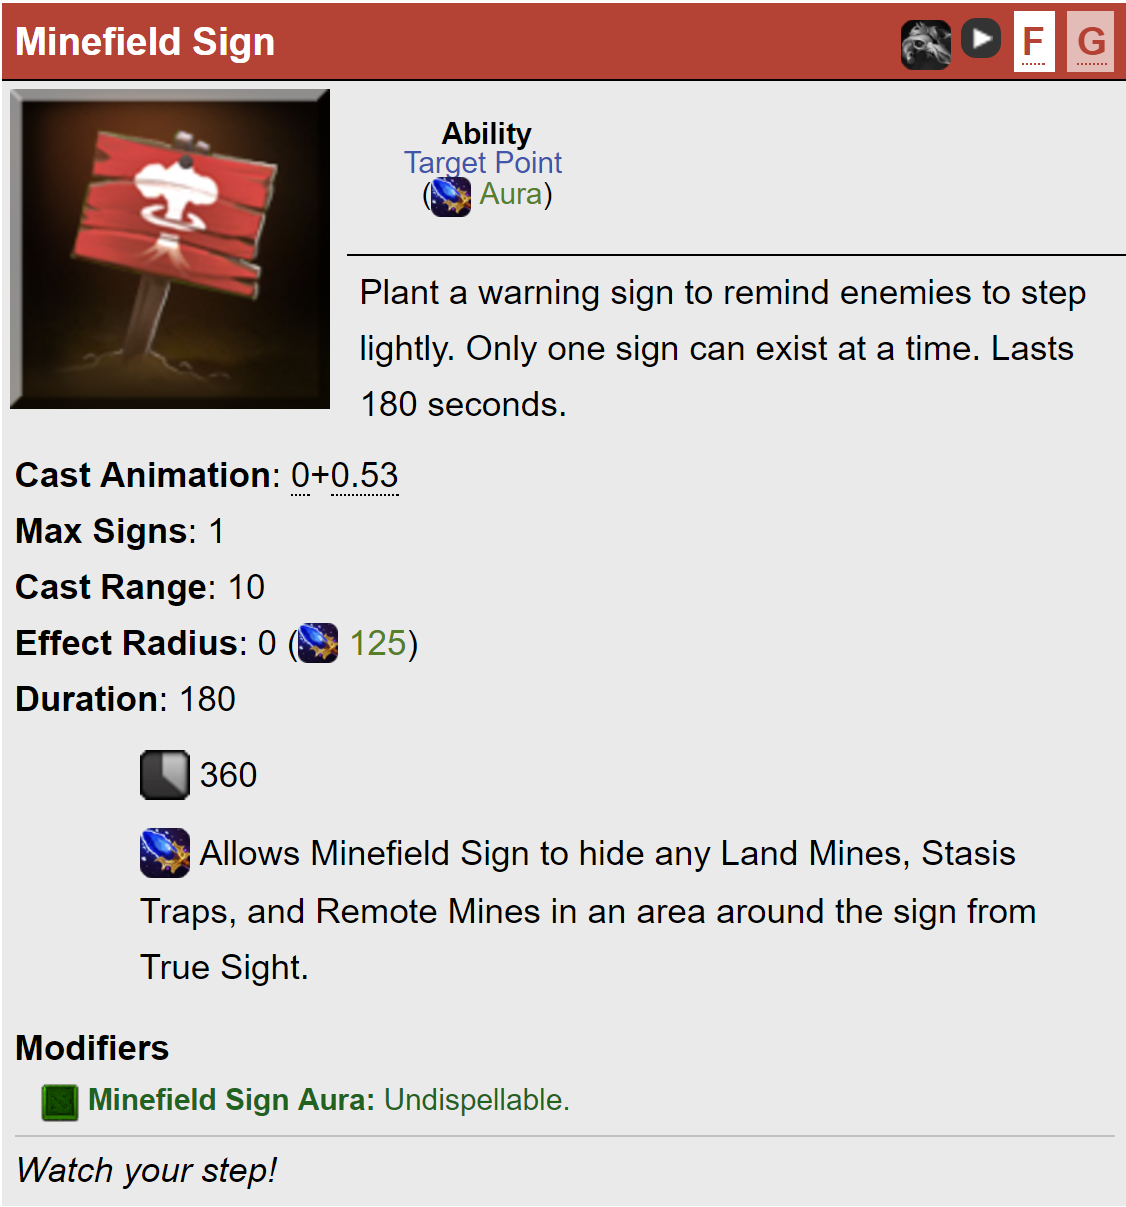 Minefield Sign F G
Ability
Target Point
( Aura)
Plant a warning sign to remind enemies to step
lightly. Only one sign can exist at a time. Lasts
180 seconds.
Cast Animation: 0+0.53
Max Signs: 1
Cast Range: 10
Effect Radius: 0 ( 125)
Duration: 180
360
Allows Minefield Sign to hide any Land Mines, Stasis
Traps, and Remote Mines in an area around the sign from
True Sight.
Modifiers
Minefield Sign Aura: Undispellable.
Watch your step!